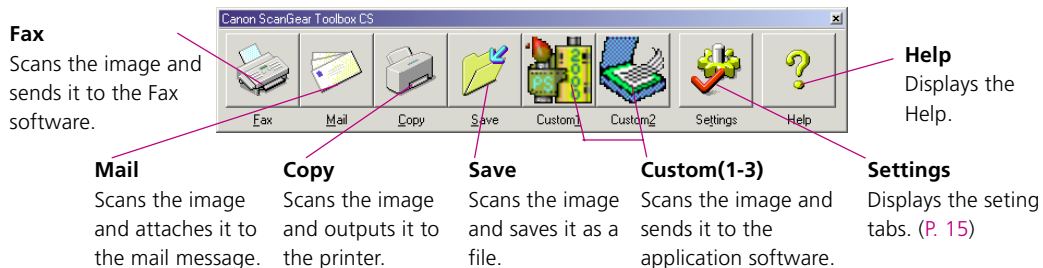 Canon ScanGear Toolbox CS
Fax
Mail
Copy
Save
Custom1
Custom2
Settings
Help
Fax
Scans the image and
sends it to the Fax
software.
Help
Displays the
Help.
Mail
Scans the image
and attaches it to
the mail message.
Copy
Scans the image
and outputs it to
the printer.
Save
Scans the image
and saves it as a
file.
Custom(1-3)
Scans the image and
sends it to the
application software.
Settings
Displays the seting
tabs. (P. 15)